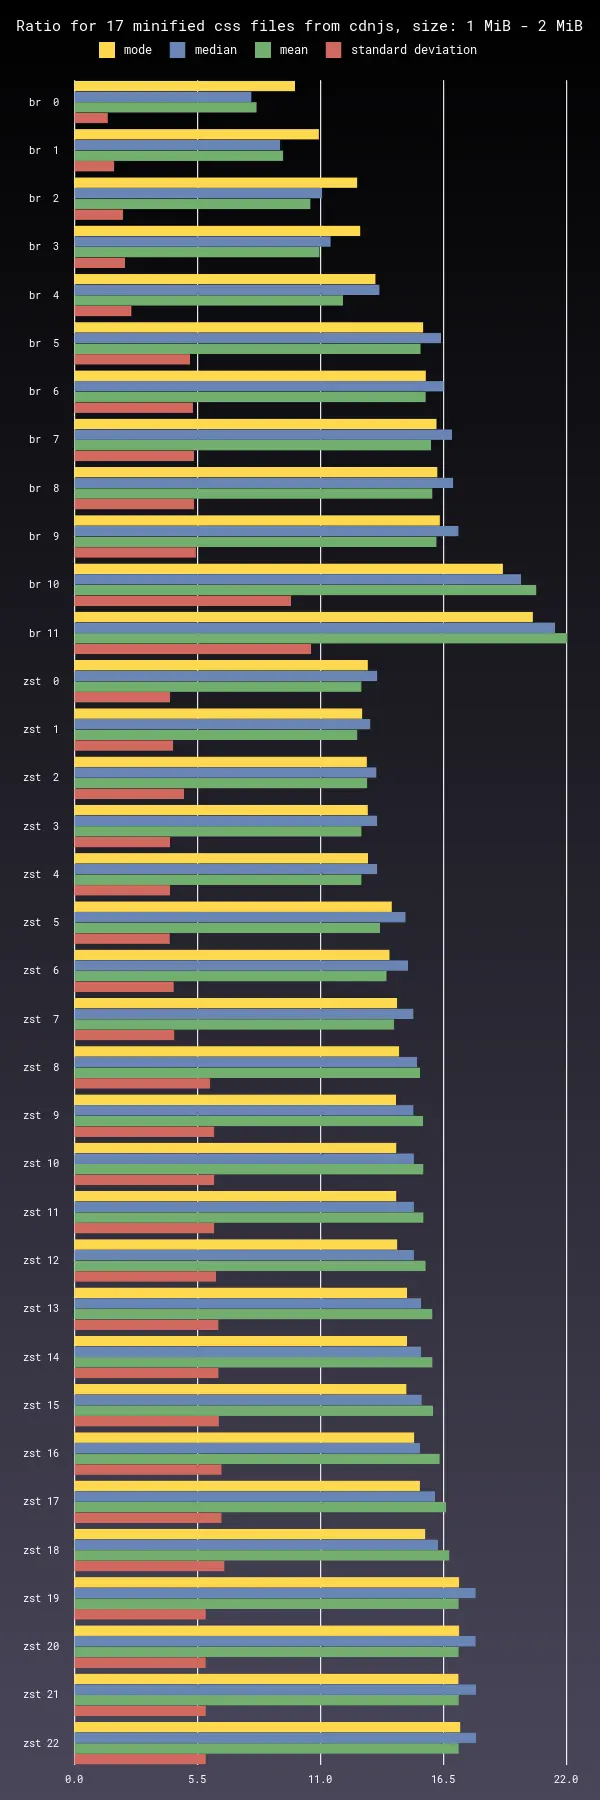 Ratio for 17 minified css files from cdnjs, size: 1 MiB - 2 MiB
mode median mean standard deviation
br 0
br 1
br 2
br 3
br 4
br 5
br 6
br 7
br 8
br 9
br 10
br 11
zst 0
zst 1
zst 2
zst 3
zst 4
zst 5
zst 6
zst 7
zst 8
zst 9
zst 10
zst 11
zst 12
zst 13
zst 14
zst 15
zst 16
zst 17
zst 18
zst 19
zst 20
zst 21
zst 22
0.0 5.5 11.0 16.5 22.0